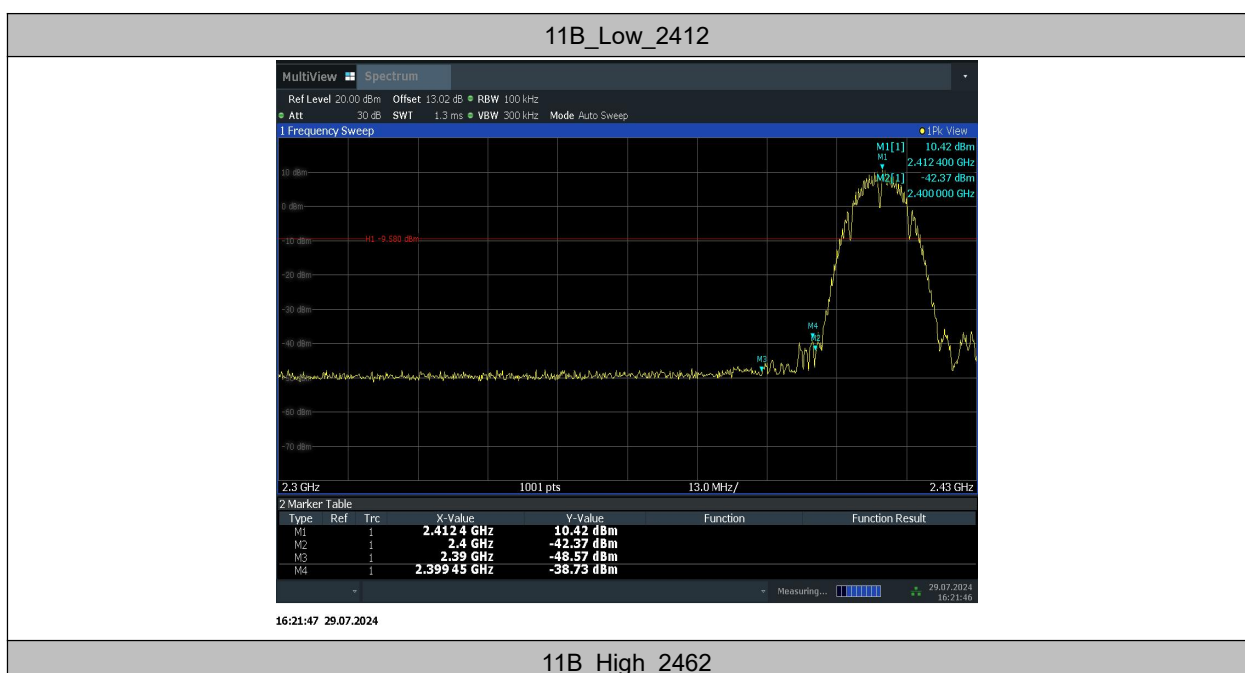 11B_Low_2412
MultiView Spectrum
Ref Level 20.00 dBm Offset 13.02 dB RBW 100 kHz
Att 30 dB SWT 1.3 ms VBW 300 kHz Mode Auto Sweep
1 Frequency Sweep 1Pk View
M1[1] 10.42 dBm
M1
2.412 400 GHz
10 dBm
M2[1] -42.37 dBm
2.400 000 GHz
0 dBm
-10 dBm H1 -9.580 dBm
-20 dBm
-30 dBm
M4
-40 dBm M2
M3
-50 dBm
-60 dBm
-70 dBm
2.3 GHz 1001 pts 13.0 MHz/ 2.43 GHz
2 Marker Table
Type Ref Trc X-Value Y-Value Function Function Result
M1 1 2.412 4 GHz 10.42 dBm
M2 1 2.4 GHz -42.37 dBm
M3 1 2.39 GHz -48.57 dBm
M4 1 2.399 45 GHz -38.73 dBm
Measuring... 29.07.2024
16:21:46
16:21:47 29.07.2024
11B_High_2462